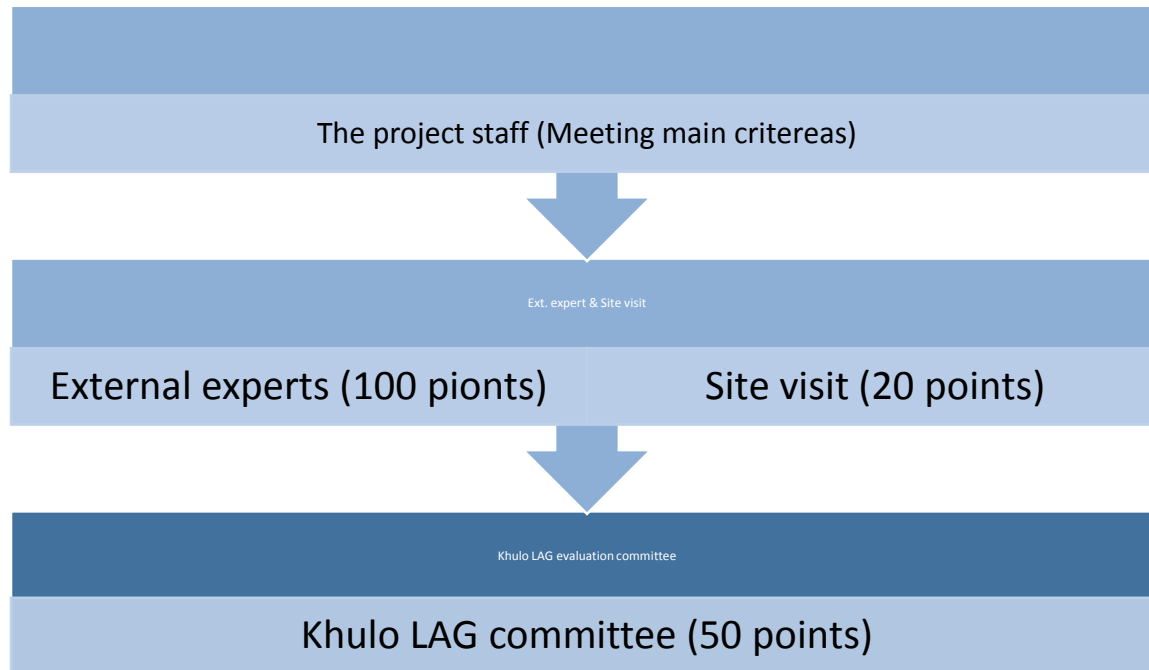 The project staff (Meeting main critereas)
Ext. expert & Site visit
External experts (100 pionts)
Site visit (20 points)
Khulo LAG evaluation committee
Khulo LAG committee (50 points)